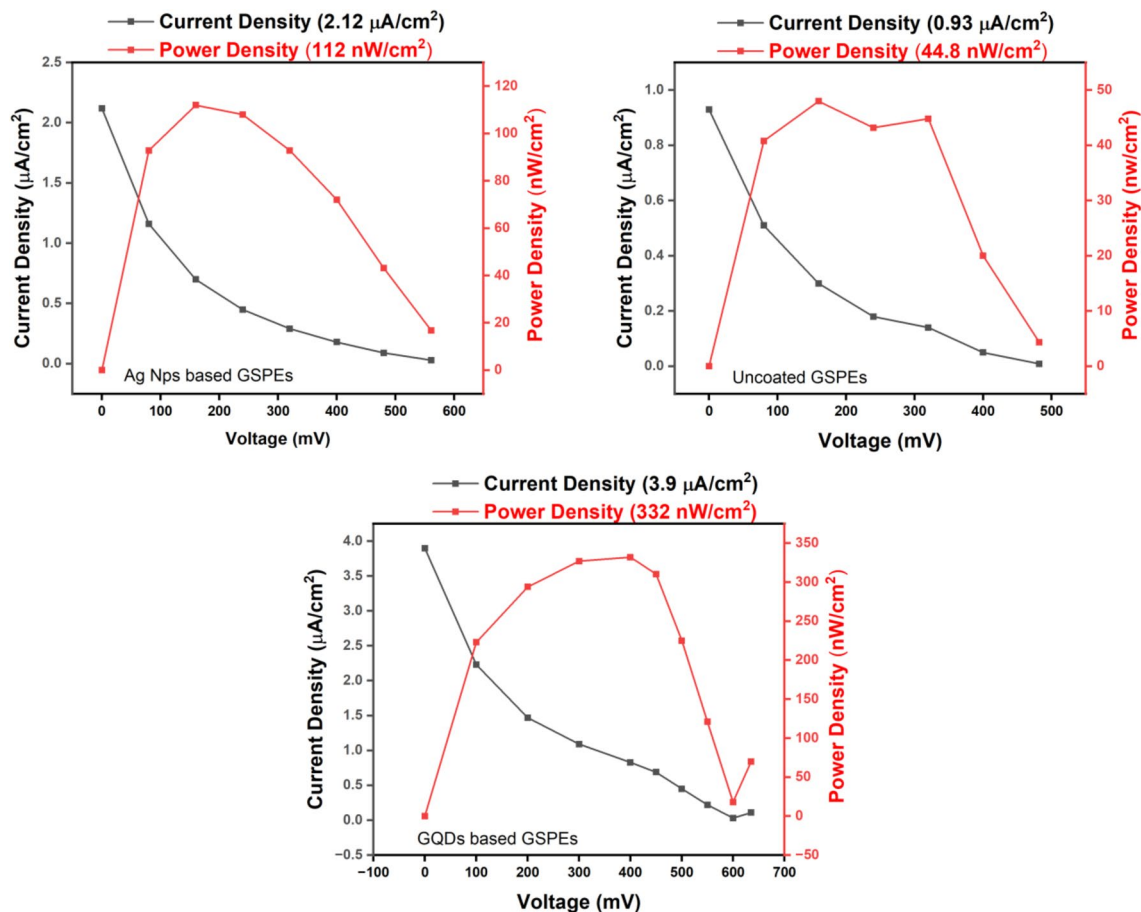 Current Density (2.12 μA/cm²)
Power Density (112 nW/cm²)
2.5
2.0
1.5
1.0
0.5
0.0
Current Density (μA/cm²)
120
100
80
60
40
20
0
Power Density (nW/cm²)
Ag Nps based GSPEs
0 100 200 300 400 500 600
Voltage (mV)
Current Density (0.93 μA/cm²)
Power Density (44.8 nW/cm²)
1.0
0.8
0.6
0.4
0.2
0.0
Current Density (μA/cm²)
50
40
30
20
10
0
Power Density (nw/cm²)
Uncoated GSPEs
0 100 200 300 400 500
Voltage (mV)
Current Density (3.9 μA/cm²)
Power Density (332 nW/cm²)
4.0
3.5
3.0
2.5
2.0
1.5
1.0
0.5
0.0
−0.5
Current Density (μA/cm²)
350
300
250
200
150
100
50
0
−50
Power Density (nW/cm²)
GQDs based GSPEs
−100 0 100 200 300 400 500 600 700
Voltage (mV)